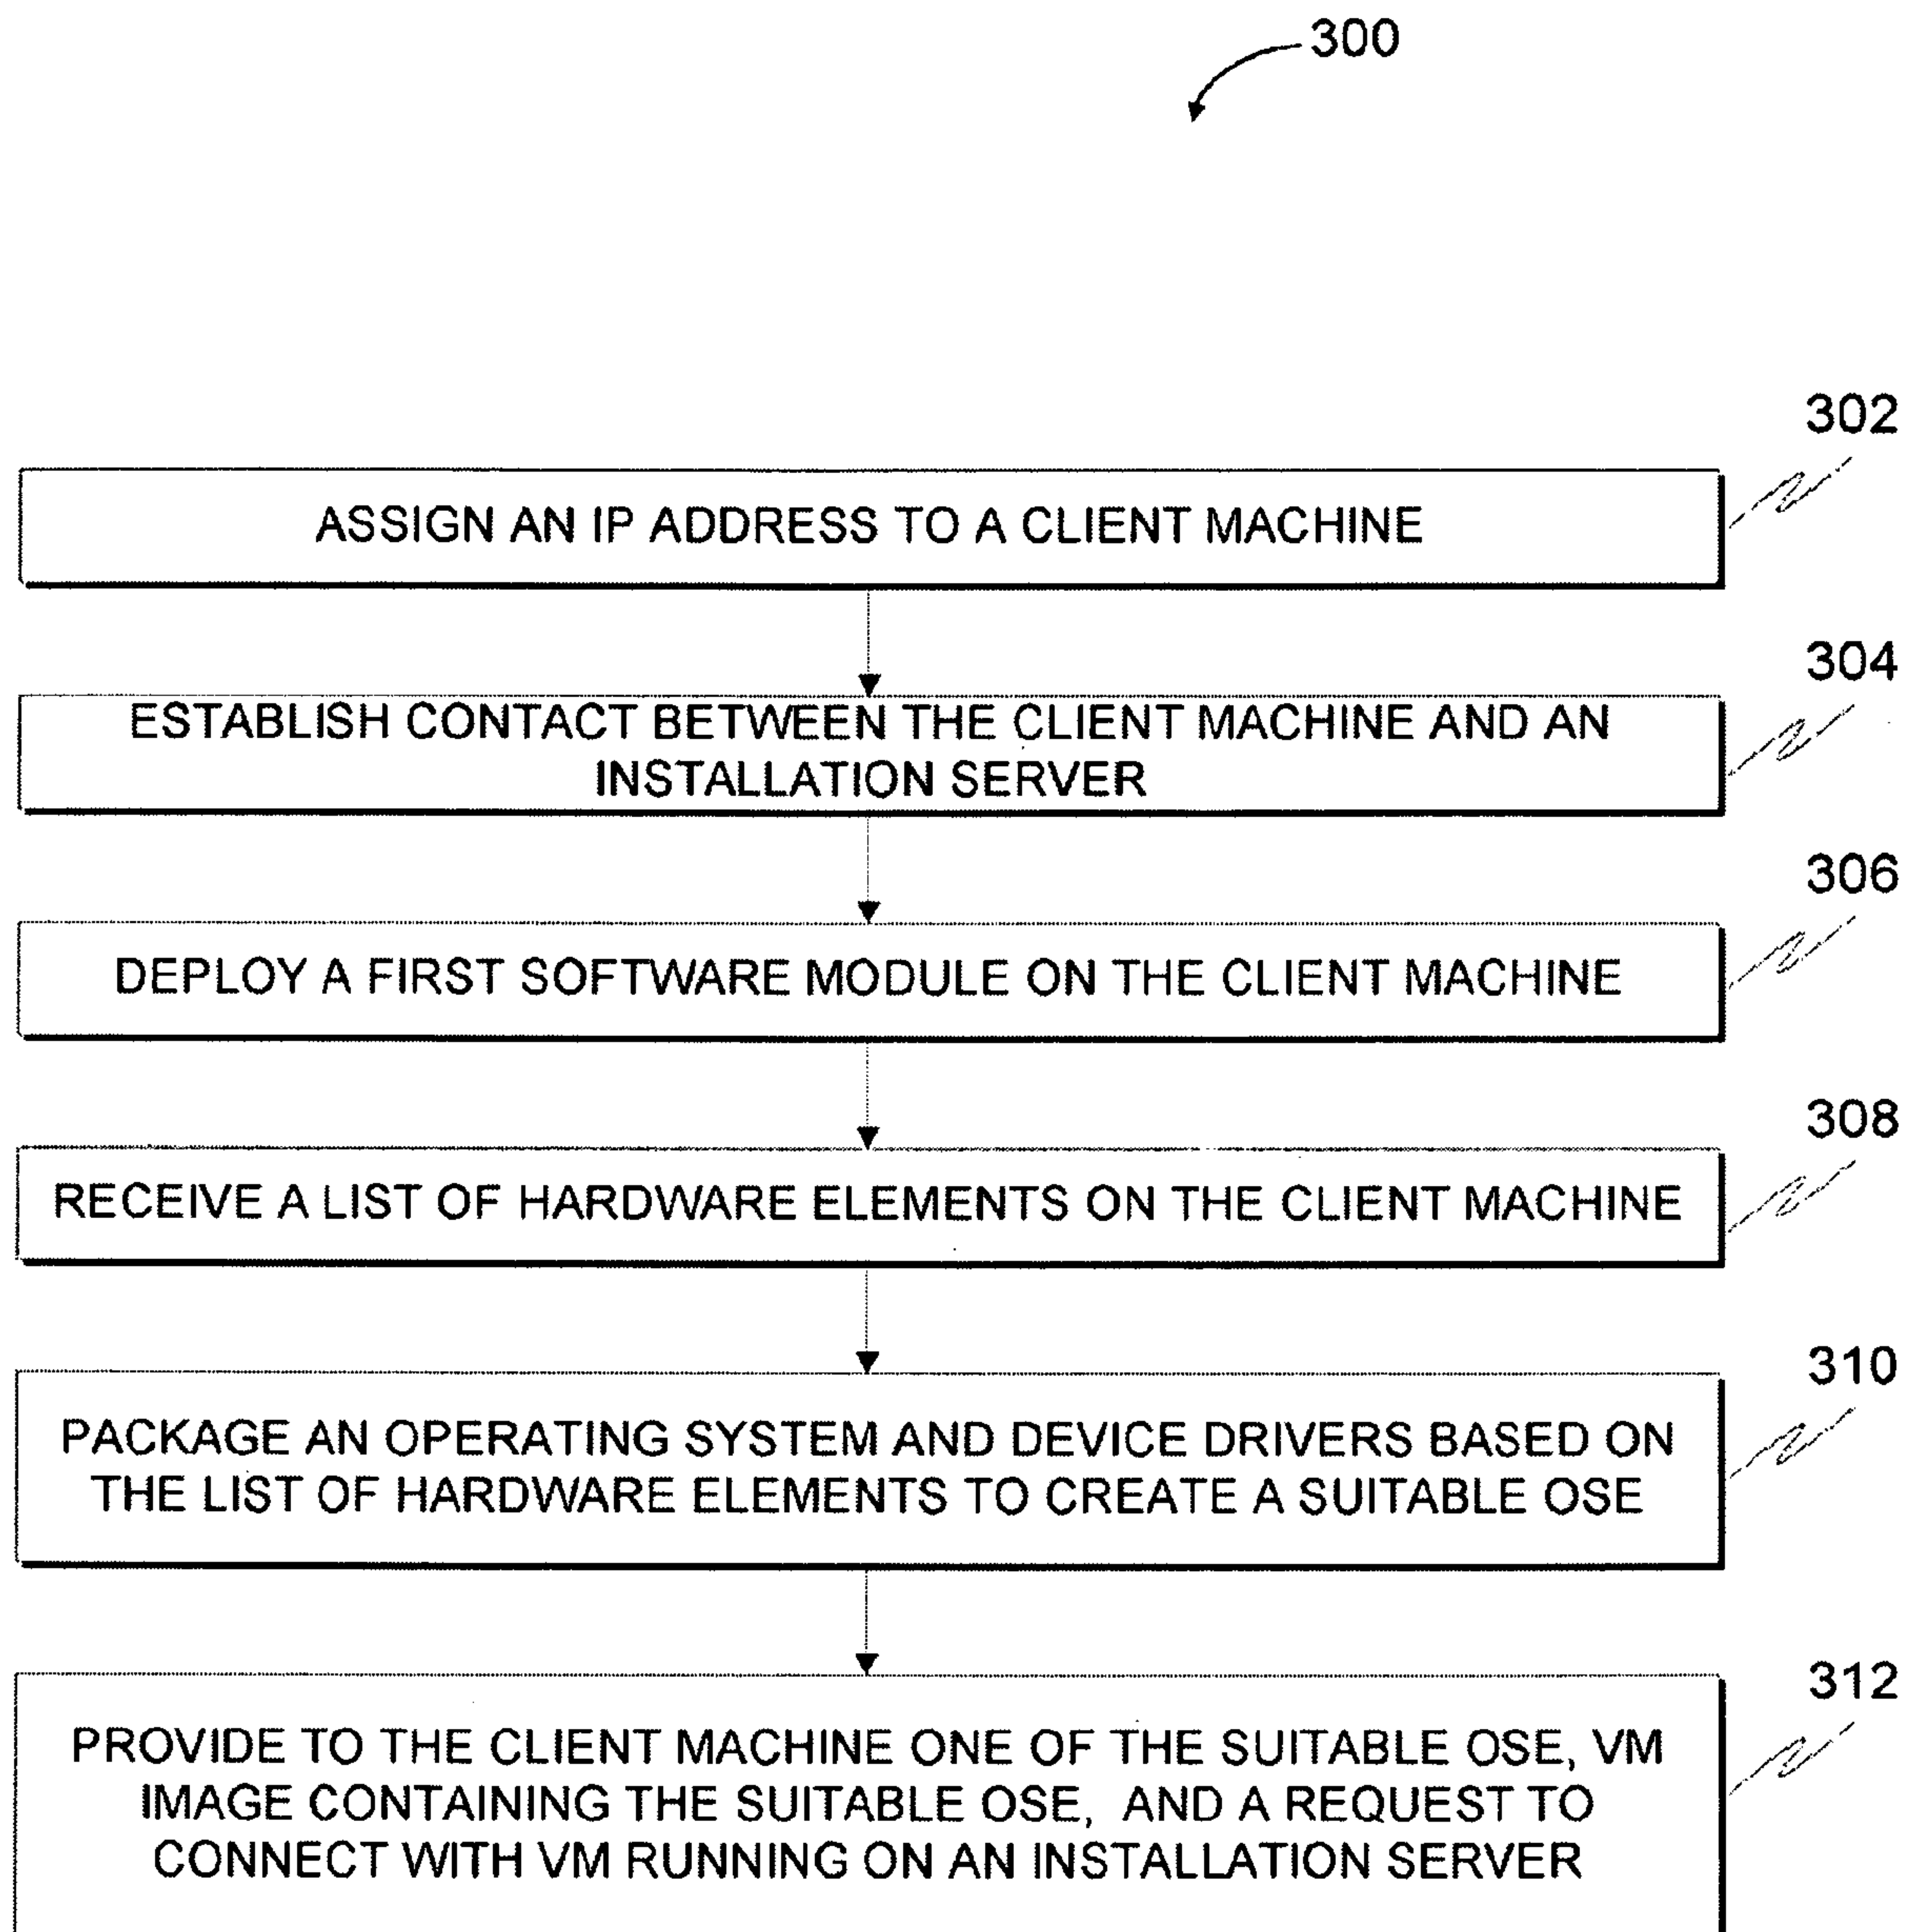 300
302
ASSIGN AN IP ADDRESS TO A CLIENT MACHINE
304
ESTABLISH CONTACT BETWEEN THE CLIENT MACHINE AND AN
INSTALLATION SERVER
306
DEPLOY A FIRST SOFTWARE MODULE ON THE CLIENT MACHINE
308
RECEIVE A LIST OF HARDWARE ELEMENTS ON THE CLIENT MACHINE
310
PACKAGE AN OPERATING SYSTEM AND DEVICE DRIVERS BASED ON
THE LIST OF HARDWARE ELEMENTS TO CREATE A SUITABLE OSE
312
PROVIDE TO THE CLIENT MACHINE ONE OF THE SUITABLE OSE, VM
IMAGE CONTAINING THE SUITABLE OSE, AND A REQUEST TO
CONNECT WITH VM RUNNING ON AN INSTALLATION SERVER